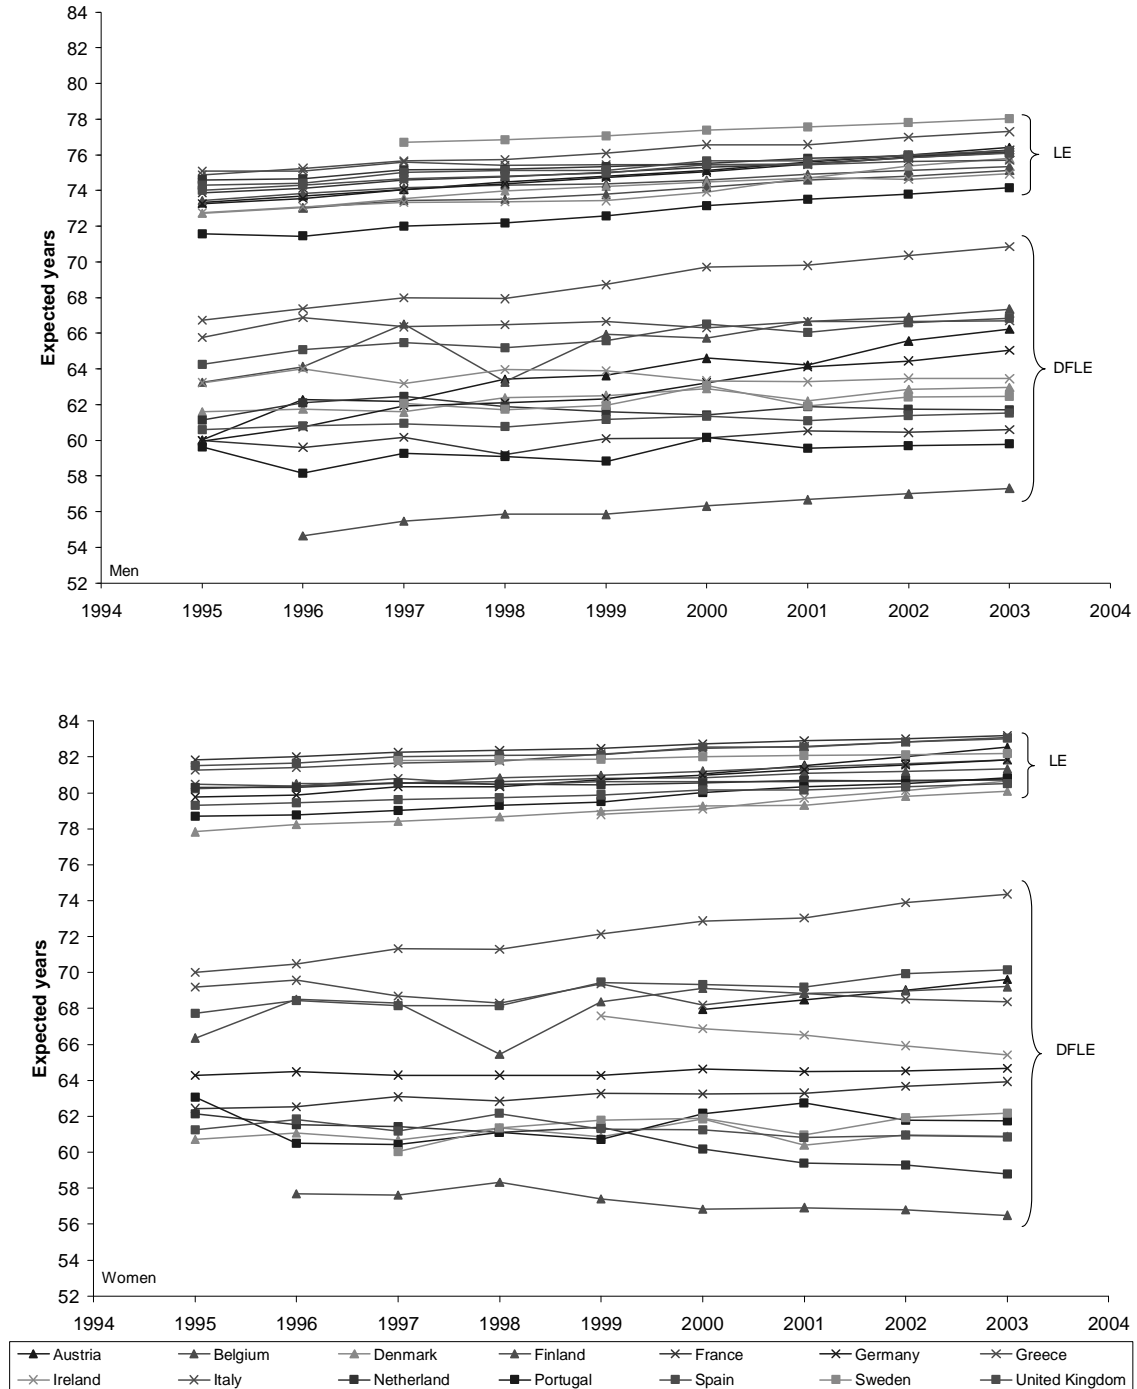 84
82
80
78
76
74
72
70
68
66
64
62
60
58
56
54
52
Expected years
LE
DFLE
Men
1994 1995 1996 1997 1998 1999 2000 2001 2002 2003 2004
84
82
80
78
76
74
72
70
68
66
64
62
60
58
56
54
52
Expected years
LE
DFLE
Women
1994 1995 1996 1997 1998 1999 2000 2001 2002 2003 2004
Austria Belgium Denmark Finland France Germany Greece
Ireland Italy Netherland Portugal Spain Sweden United Kingdom